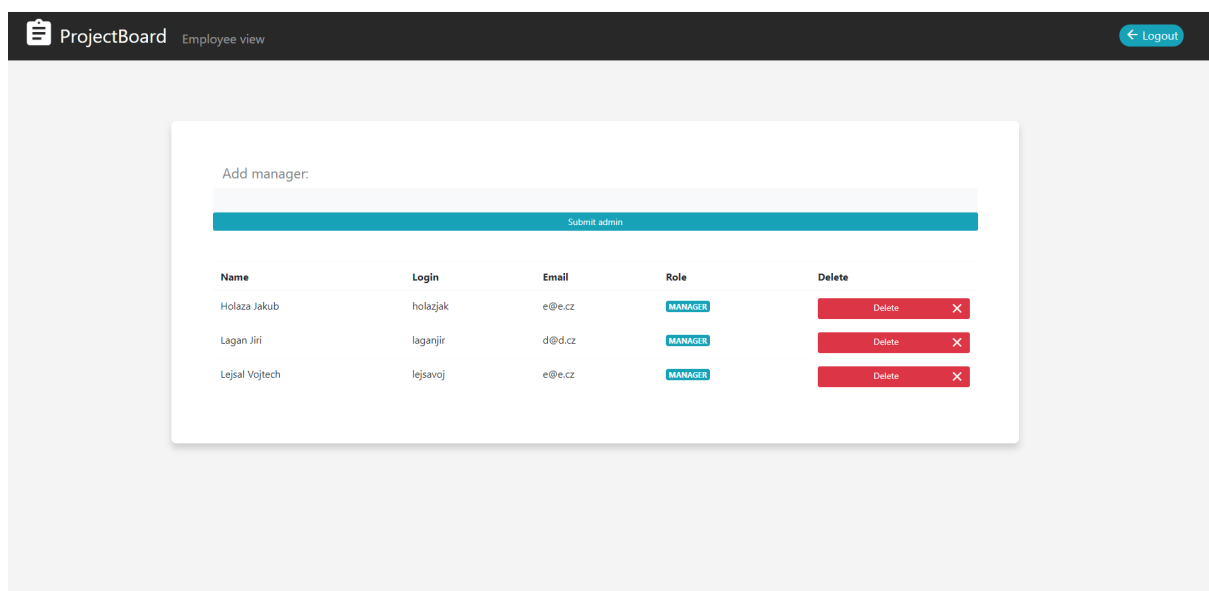 ProjectBoard Employee view Logout
Add manager:
Submit admin
Name Login Email Role Delete
Holaza Jakub holazjak e@e.cz MANAGER Delete
Lagan Jiri laganjir d@d.cz MANAGER Delete
Lejsal Vojtech lejsavoj e@e.cz MANAGER Delete